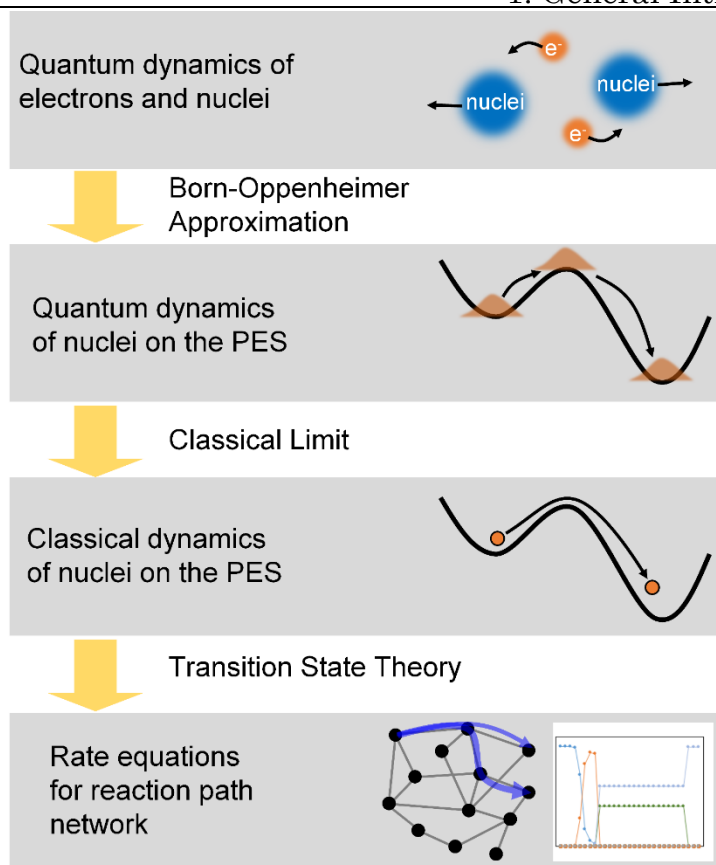 Quantum dynamics of
electrons and nuclei
e-
nuclei
nuclei
e-
Born-Oppenheimer
Approximation
Quantum dynamics
of nuclei on the PES
Classical Limit
Classical dynamics
of nuclei on the PES
Transition State Theory
Rate equations
for reaction path
network